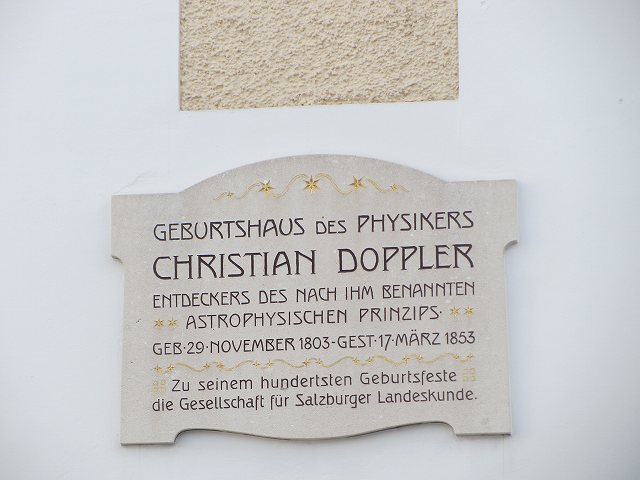 GEBURTSHAUS DES PHYSIKERS
CHRISTIAN DOPPLER
ENTDECKERS DES NACH IHM BENANNTEN
ASTROPHYSISCHEN PRINZIPS·
GEB·29·NOVEMBER 1803-GEST·17·MÄRZ 1853
Zu seinem hundertsten Geburtsfeste
die Gesellschaft für Salzburger Landeskunde.